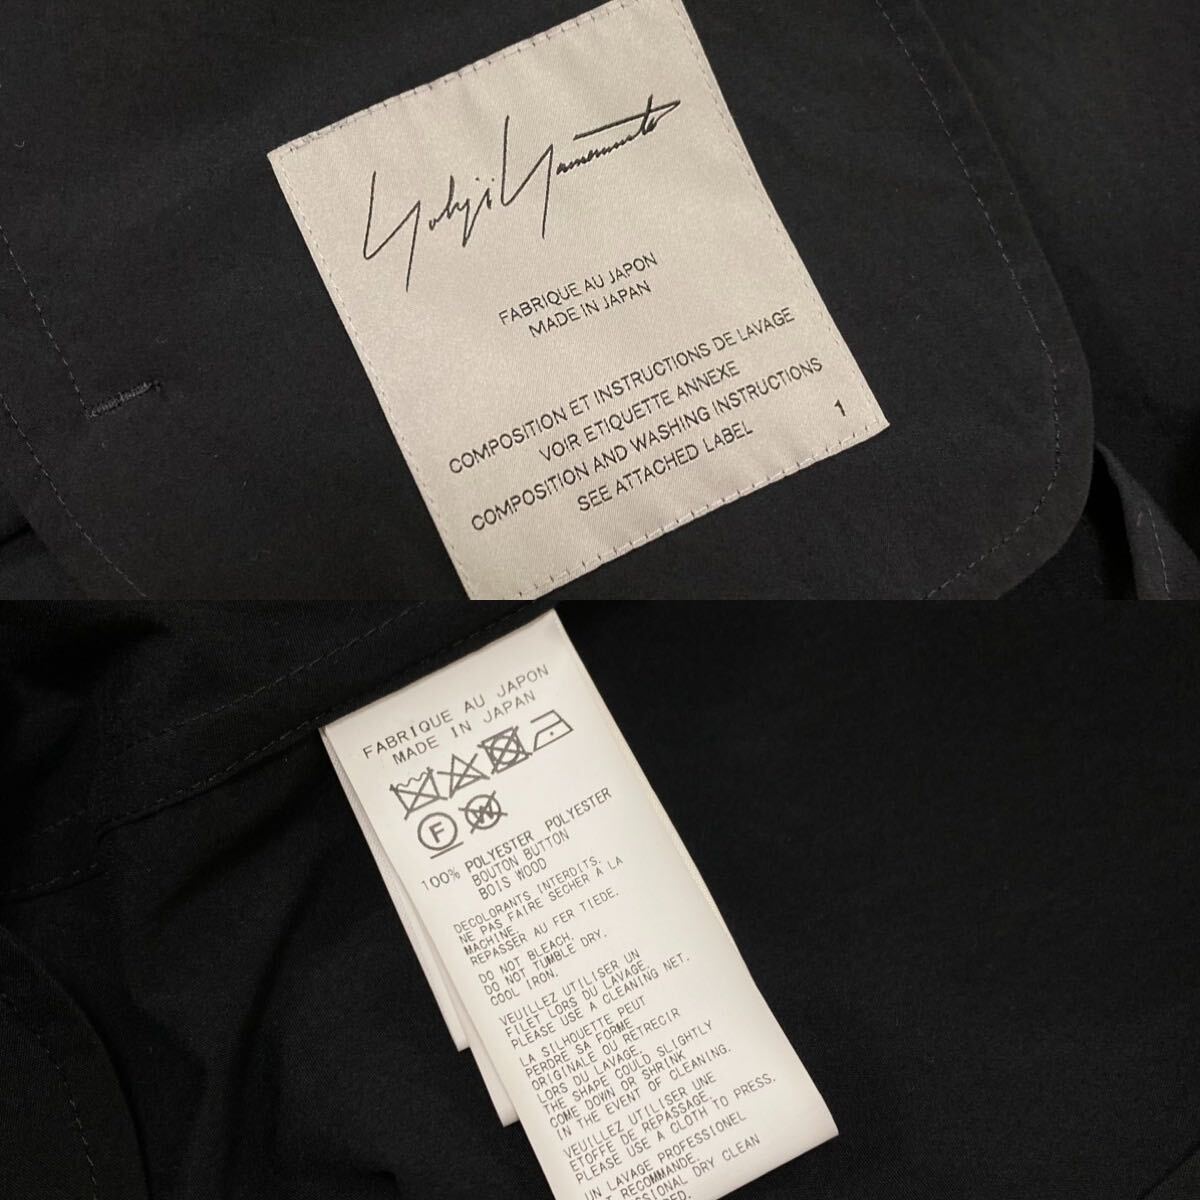 Yohji Yamamoto
FABRIQUE AU JAPON
MADE IN JAPAN
COMPOSITION ET INSTRUCTIONS DE LAVAGE
VOIR ETIQUETTE ANNEXE
COMPOSITION AND WASHING INSTRUCTIONS
SEE ATTACHED LABEL
1
FABRIQUE AU JAPON
MADE IN JAPAN
F W
100% POLYESTER POLYESTER
BOUTON BUTTON
BOIS WOOD
DECOLORANTS INTERDITS.
NE PAS FAIRE SECHER A LA
MACHINE.
REPASSER AU FER TIEDE.
DO NOT BLEACH.
DO NOT TUMBLE DRY.
COOL IRON.
VEUILLEZ UTILISER UN
FILET LORS DU LAVAGE.
PLEASE USE A CLEANING NET.
LA SILHOUETTE PEUT
PERDRE SA FORME
ORIGINALE OU RETRECIR
LORS DU LAVAGE.
THE SHAPE COULD SLIGHTLY
COME DOWN OR SHRINK
IN THE EVENT OF CLEANING.
VEUILLEZ UTILISER UNE
ETOFFE DE REPASSAGE.
PLEASE USE A CLOTH TO PRESS.
UN LAVAGE PROFESSIONEL
DRY CLEAN